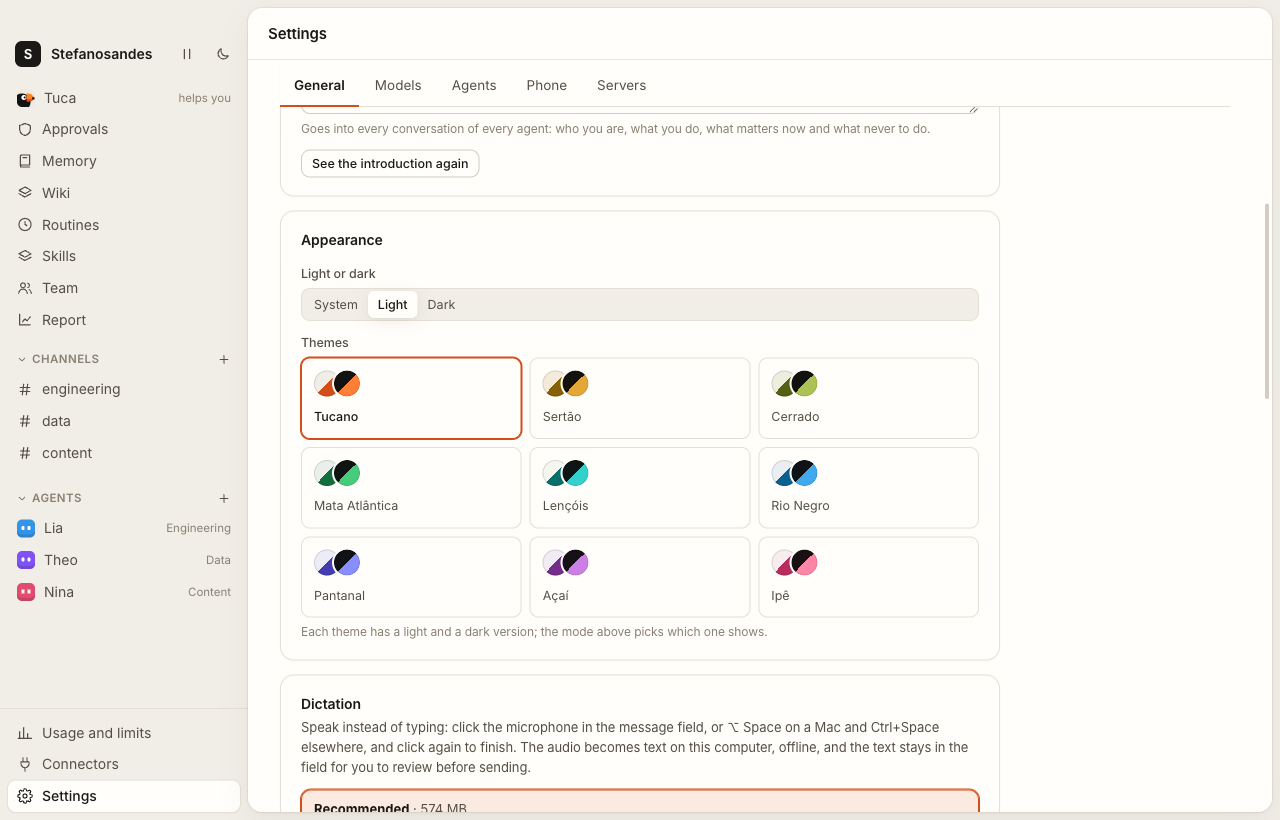 S Stefanosandes
Tuca helps you
Approvals
Memory
Wiki
Routines
Skills
Team
Report
CHANNELS
# engineering
# data
# content
AGENTS
Lia Engineering
Theo Data
Nina Content
Usage and limits
Connectors
Settings
Settings
General Models Agents Phone Servers
Goes into every conversation of every agent: who you are, what you do, what matters now and what never to do.
See the introduction again
Appearance
Light or dark
System Light Dark
Themes
Tucano Sertão Cerrado
Mata Atlântica Lençóis Rio Negro
Pantanal Açaí Ipê
Each theme has a light and a dark version; the mode above picks which one shows.
Dictation
Speak instead of typing: click the microphone in the message field, or ⌥ Space on a Mac and Ctrl+Space
elsewhere, and click again to finish. The audio becomes text on this computer, offline, and the text stays in the
field for you to review before sending.
Recommended · 574 MB